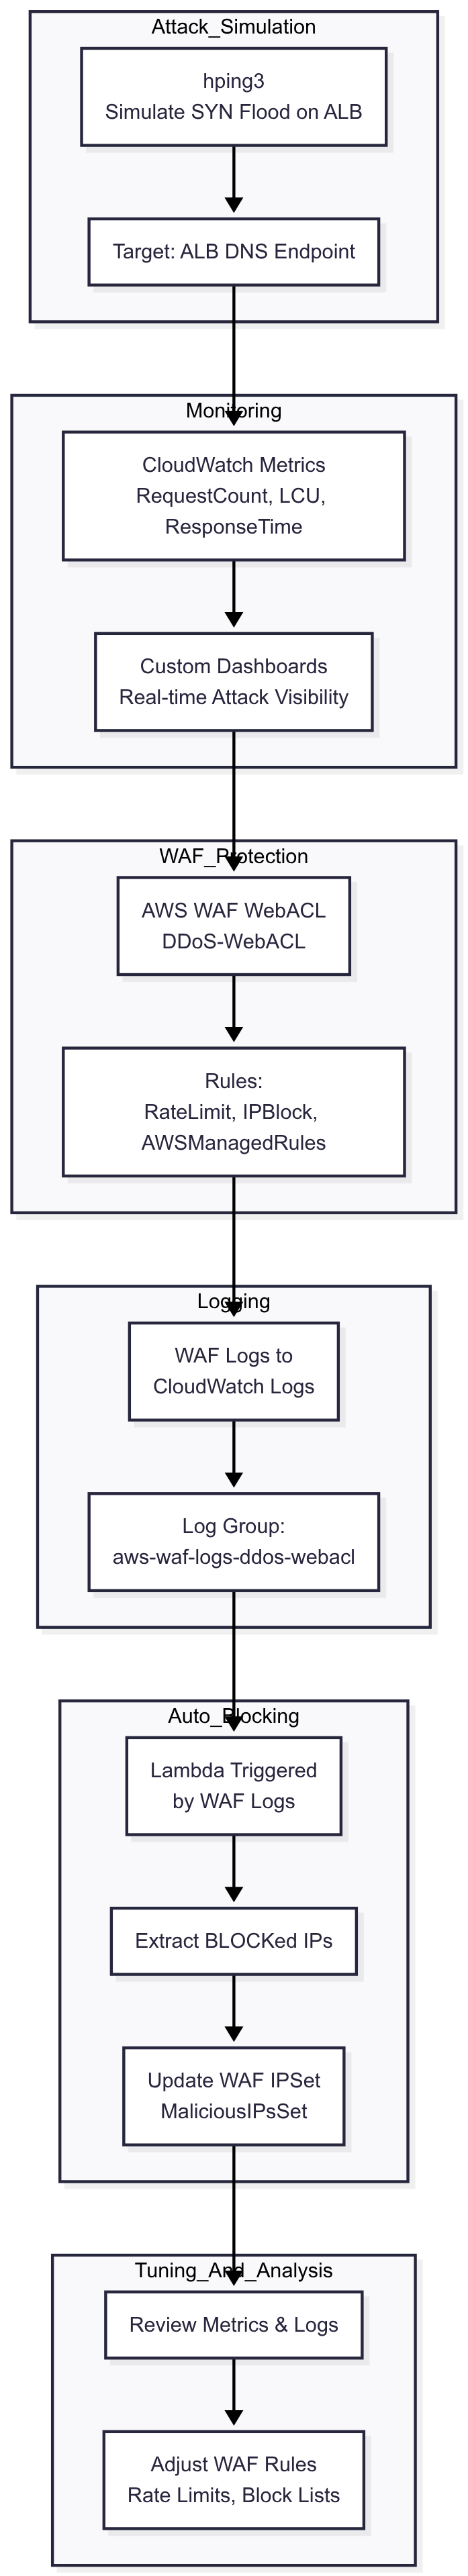 Attack_Simulation
hping3
Simulate SYN Flood on ALB
Target: ALB DNS Endpoint
Monitoring
CloudWatch Metrics
RequestCount, LCU,
ResponseTime
Custom Dashboards
Real-time Attack Visibility
WAF_Protection
AWS WAF WebACL
DDoS-WebACL
Rules:
RateLimit, IPBlock,
AWSManagedRules
Logging
WAF Logs to
CloudWatch Logs
Log Group:
aws-waf-logs-ddos-webacl
Auto_Blocking
Lambda Triggered
by WAF Logs
Extract BLOCKed IPs
Update WAF IPSet
MaliciousIPsSet
Tuning_And_Analysis
Review Metrics & Logs
Adjust WAF Rules
Rate Limits, Block Lists